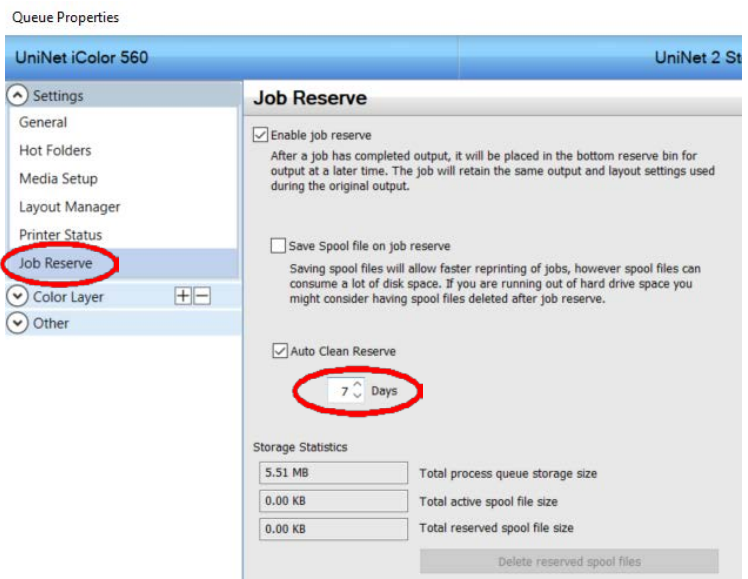 Queue Properties
UniNet iColor 560
UniNet 2 St
Settings
General
Hot Folders
Media Setup
Layout Manager
Printer Status
Job Reserve
Color Layer
Other
Job Reserve
Enable job reserve
After a job has completed output, it will be placed in the bottom reserve bin for
output at a later time. The job will retain the same output and layout settings used
during the original output.
Save Spool file on job reserve
Saving spool files will allow faster reprinting of jobs, however spool files can
consume a lot of disk space. If you are running out of hard drive space you
might consider having spool files deleted after job reserve.
Auto Clean Reserve
7 Days
Storage Statistics
5.51 MB Total process queue storage size
0.00 KB Total active spool file size
0.00 KB Total reserved spool file size
Delete reserved spool files